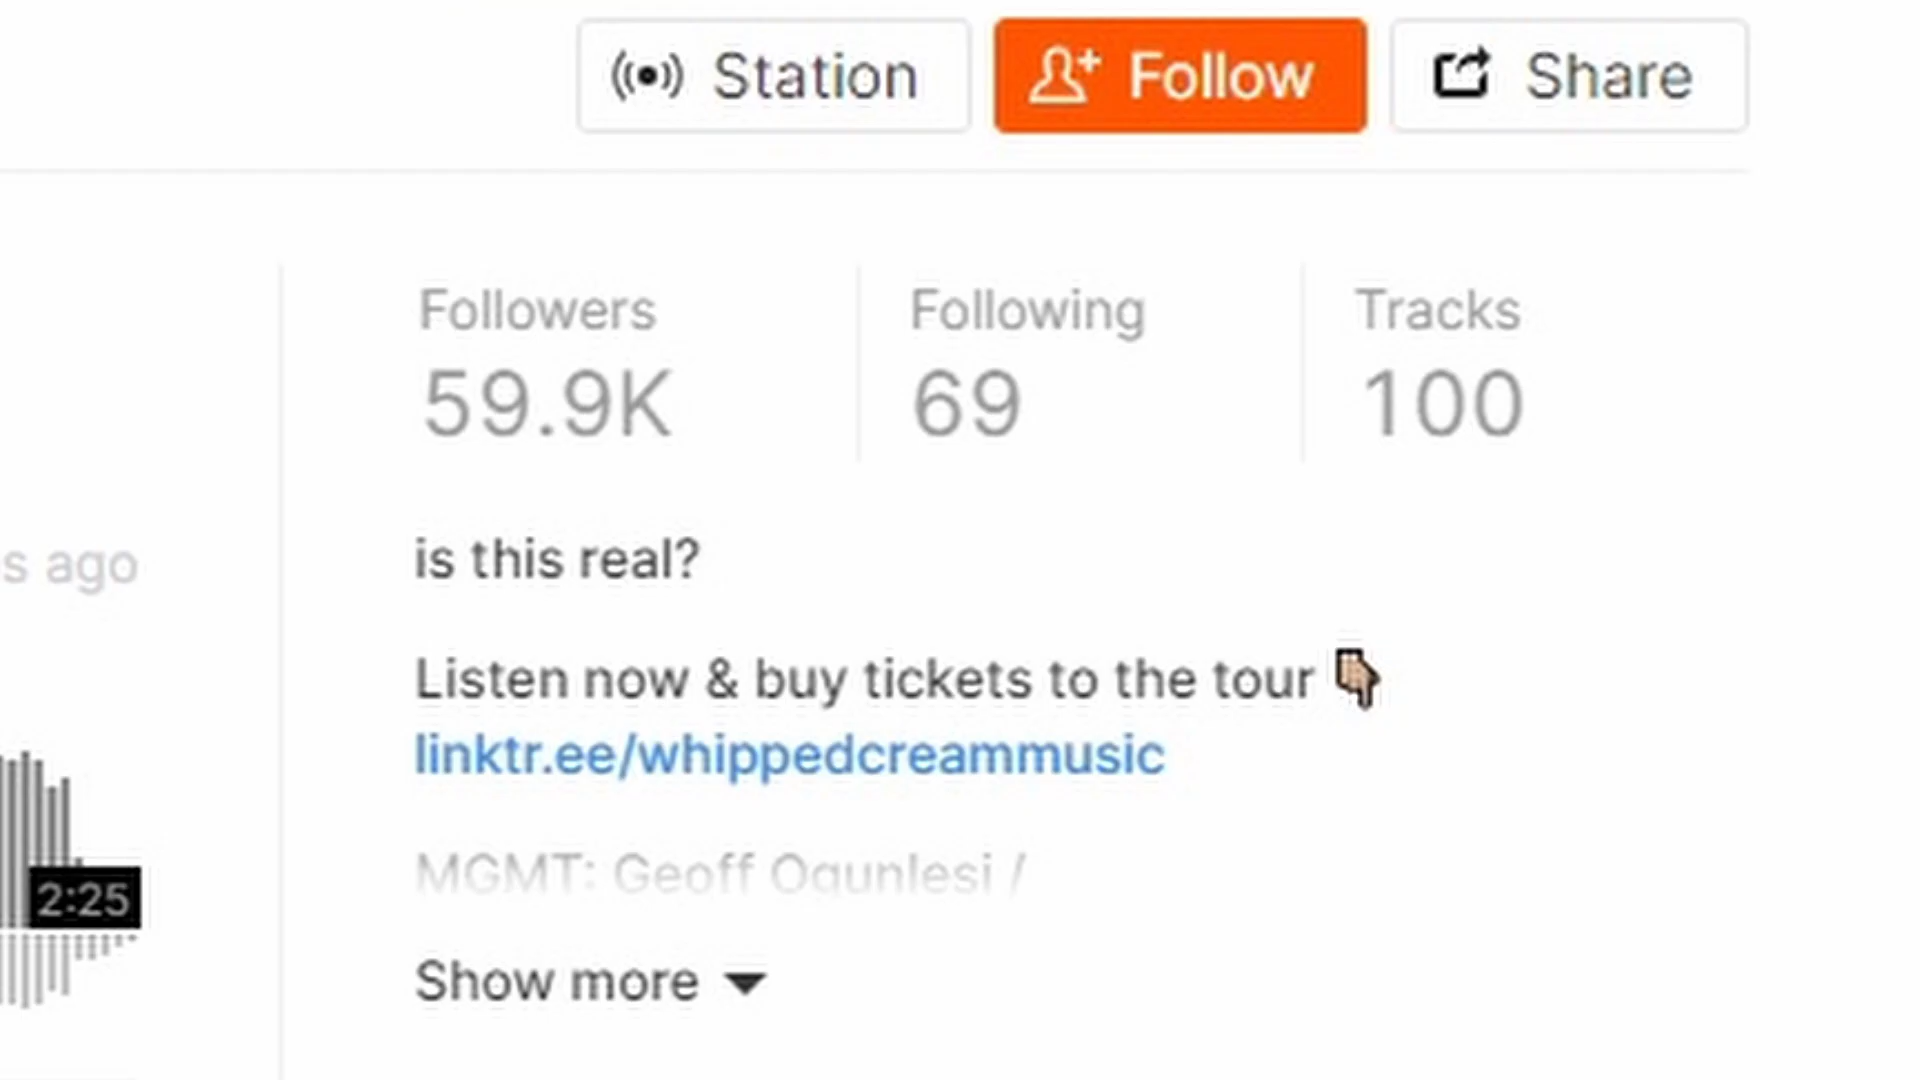 Station Follow Share
Followers Following Tracks
59.9K 69 100
is this real?
s ago
Listen now & buy tickets to the tour
linktr.ee/whippedcreammusic
MGMT: Geoff Ogunlesi /
2:25
Show more